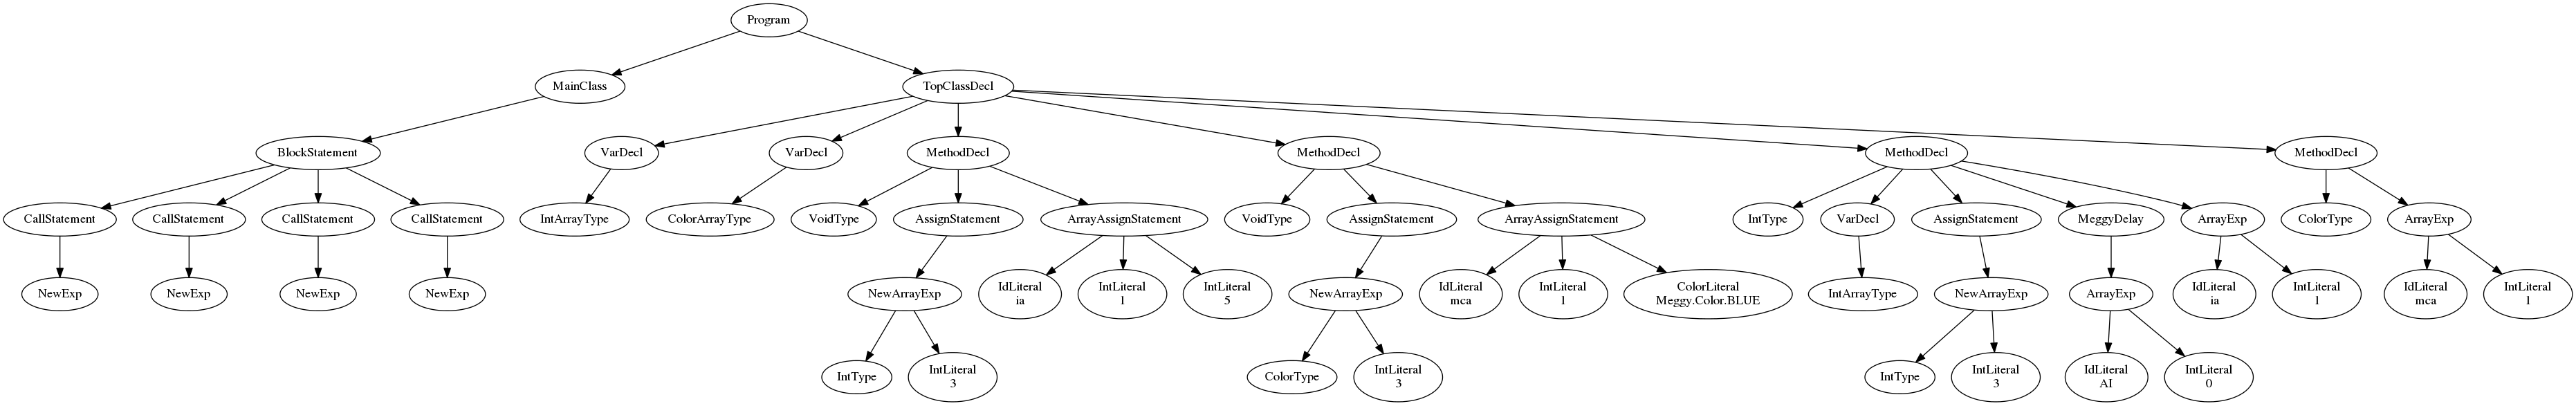 Program
MainClass
TopClassDecl
BlockStatement
VarDecl
VarDecl
MethodDecl
MethodDecl
MethodDecl
MethodDecl
CallStatement
CallStatement
CallStatement
CallStatement
IntArrayType
ColorArrayType
VoidType
AssignStatement
ArrayAssignStatement
VoidType
AssignStatement
ArrayAssignStatement
IntType
VarDecl
AssignStatement
MeggyDelay
ArrayExp
ColorType
ArrayExp
NewExp
NewExp
NewExp
NewExp
NewArrayExp
IdLiteral
ia
IntLiteral
1
IntLiteral
5
NewArrayExp
IdLiteral
mca
IntLiteral
1
ColorLiteral
Meggy.Color.BLUE
IntArrayType
NewArrayExp
ArrayExp
IdLiteral
ia
IntLiteral
1
IdLiteral
mca
IntLiteral
1
IntType
IntLiteral
3
ColorType
IntLiteral
3
IntType
IntLiteral
3
IdLiteral
AI
IntLiteral
0